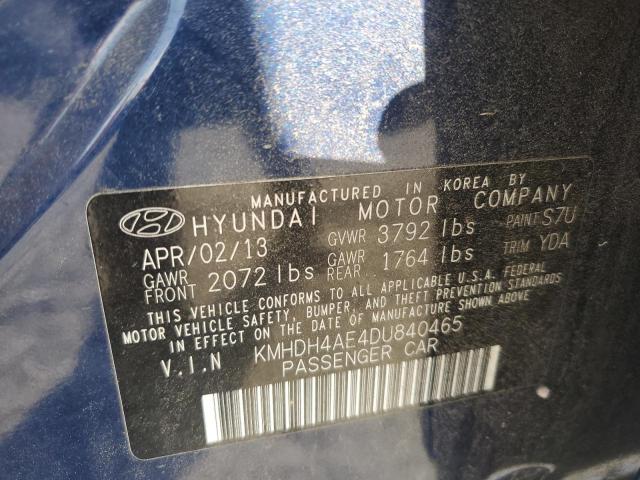 MANUFACTURED IN KOREA BY
HYUNDAI MOTOR COMPANY
APR/02/13 GVWR 3792 lbs PAINT S7U
GAWR FRONT 2072 lbs GAWR REAR 1764 lbs TRIM YDA
THIS VEHICLE CONFORMS TO ALL APPLICABLE U.S.A. FEDERAL
MOTOR VEHICLE SAFETY, BUMPER, AND THEFT PREVENTION STANDARDS
IN EFFECT ON THE DATE OF MANUFACTURE SHOWN ABOVE.
V.I.N KMHDH4AE4DU840465
PASSENGER CAR